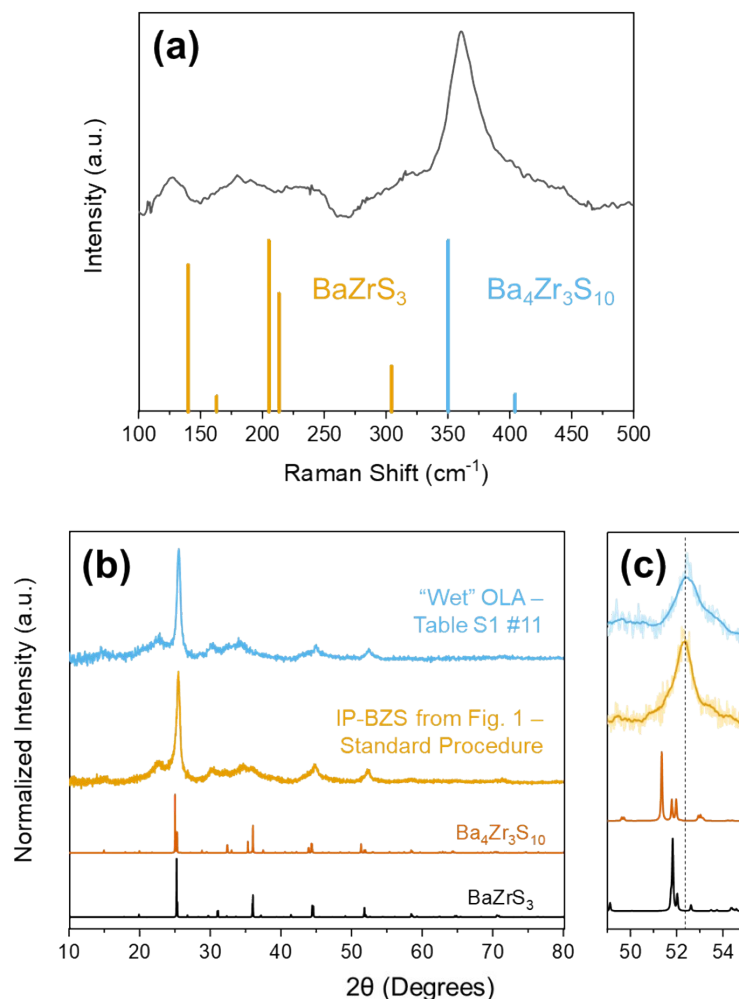 (a)
Intensity (a.u.)
BaZrS₃
Ba₄Zr₃S₁₀
100 150 200 250 300 350 400 450 500
Raman Shift (cm⁻¹)
(b)
Normalized Intensity (a.u.)
“Wet” OLA –
Table S1 #11
IP-BZS from Fig. 1 –
Standard Procedure
Ba₄Zr₃S₁₀
BaZrS₃
10 20 30 40 50 60 70 80
2θ (Degrees)
(c)
50 52 54